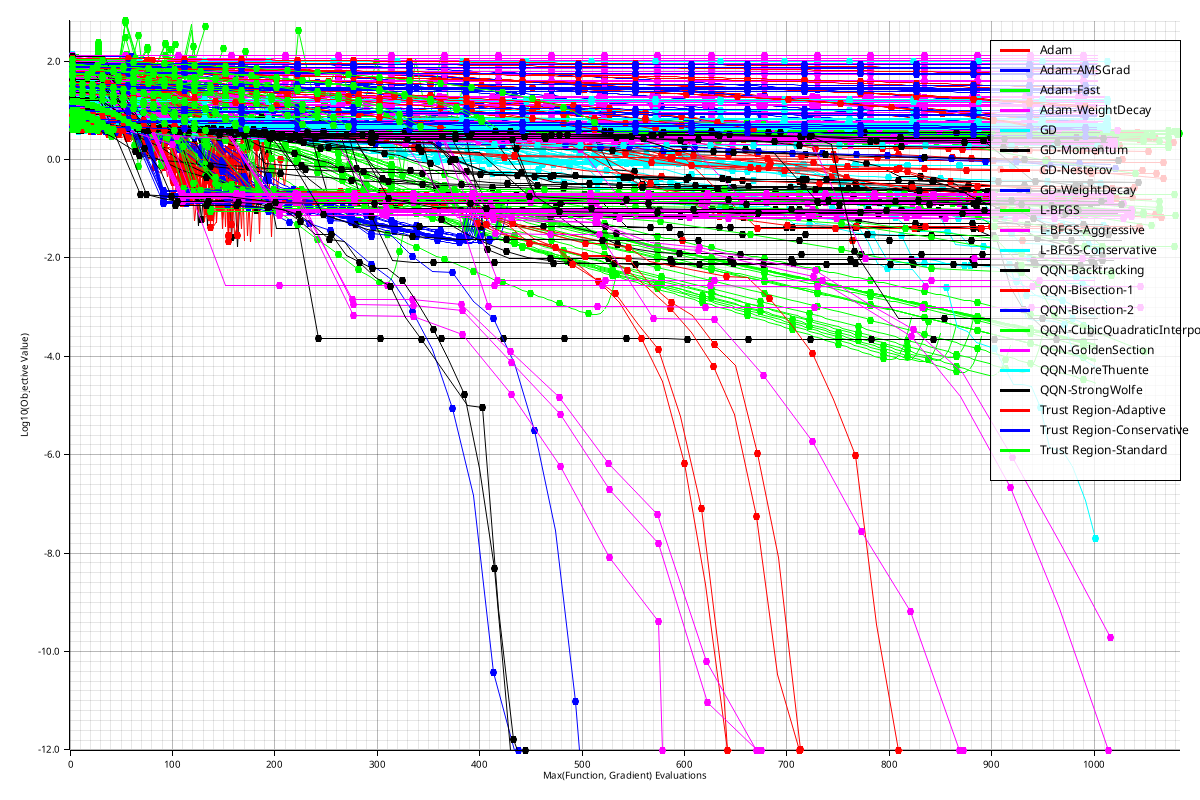 2.0
0.0
-2.0
-4.0
-6.0
-8.0
-10.0
-12.0
Log10(Objective Value)
0 100 200 300 400 500 600 700 800 900 1000
Max(Function, Gradient) Evaluations
Adam
Adam-AMSGrad
Adam-Fast
Adam-WeightDecay
GD
GD-Momentum
GD-Nesterov
GD-WeightDecay
L-BFGS
L-BFGS-Aggressive
L-BFGS-Conservative
QQN-Backtracking
QQN-Bisection-1
QQN-Bisection-2
QQN-CubicQuadraticInterpo
QQN-GoldenSection
QQN-MoreThuente
QQN-StrongWolfe
Trust Region-Adaptive
Trust Region-Conservative
Trust Region-Standard